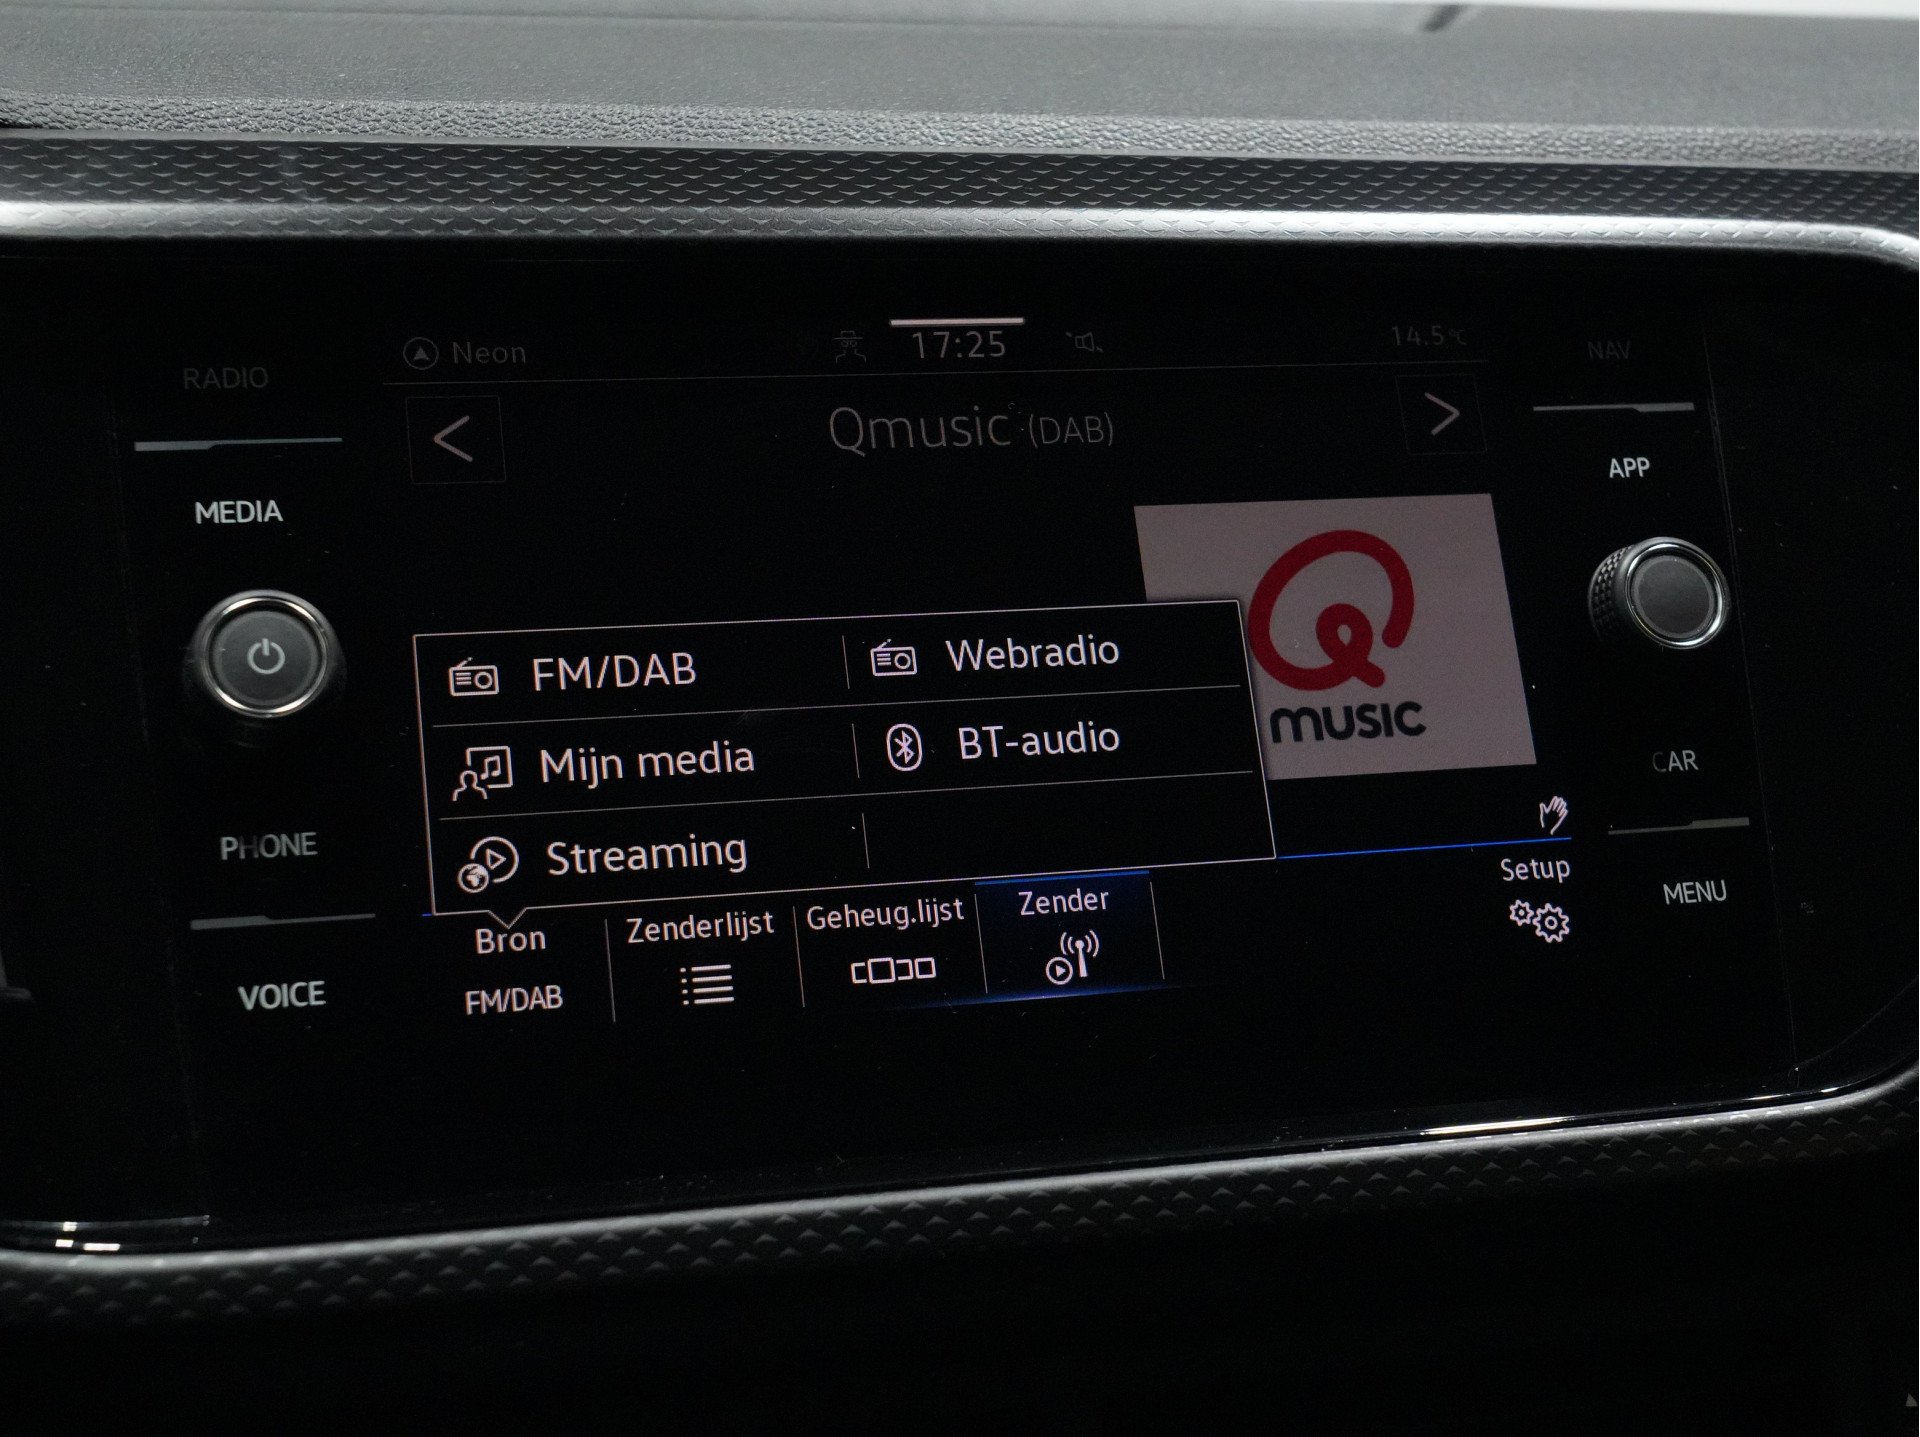 Neon 17:25 14.5°C
RADIO
NAV
Qmusic (DAB)
MEDIA
APP
FM/DAB
Webradio
Mijn media
BT-audio
Streaming
MUSIC
CAR
PHONE
Setup
MENU
Bron
FM/DAB
Zenderlijst
Geheug.lijst
Zender
VOICE